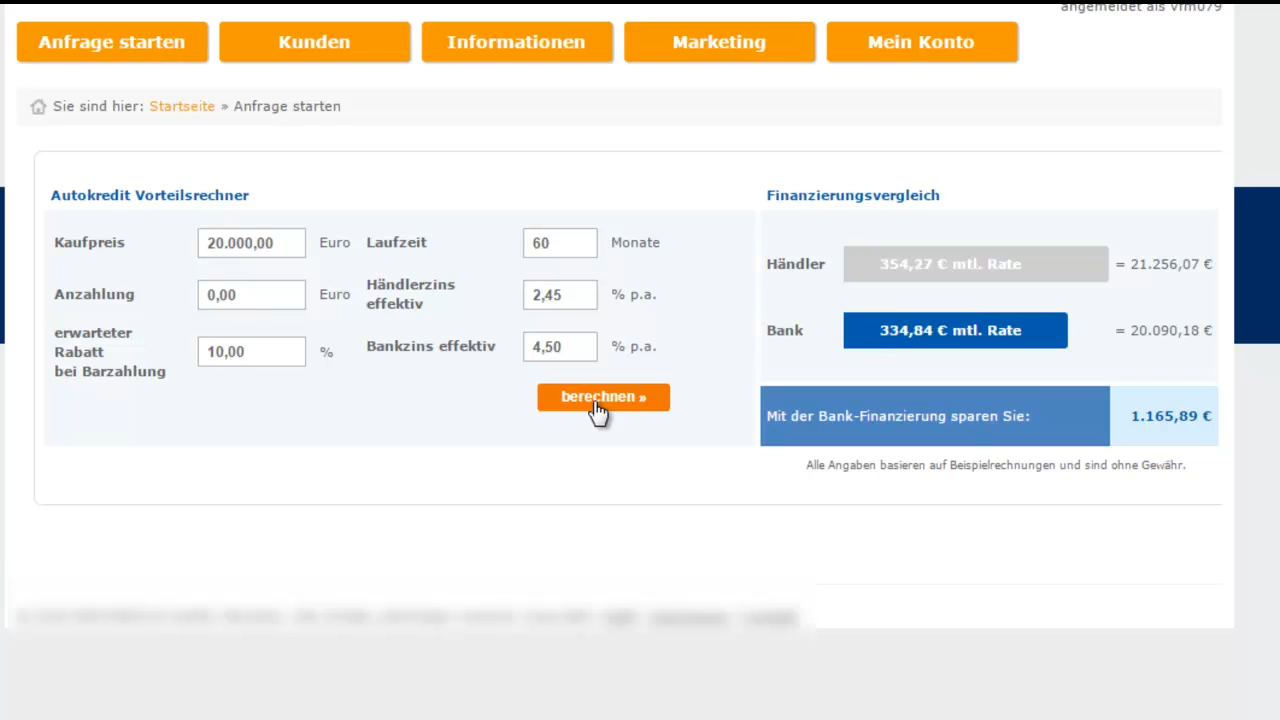 angemeldet als vfm079
Anfrage starten
Kunden
Informationen
Marketing
Mein Konto
Sie sind hier: Startseite » Anfrage starten
Autokredit Vorteilsrechner
Kaufpreis 20.000,00 Euro Laufzeit 60 Monate
Anzahlung 0,00 Euro Händlerzins effektiv 2,45 % p.a.
erwarteter
Rabatt
bei Barzahlung 10,00 % Bankzins effektiv 4,50 % p.a.
berechnen »
Finanzierungsvergleich
Händler 354,27 € mtl. Rate = 21.256,07 €
Bank 334,84 € mtl. Rate = 20.090,18 €
Mit der Bank-Finanzierung sparen Sie: 1.165,89 €
Alle Angaben basieren auf Beispielrechnungen und sind ohne Gewähr.